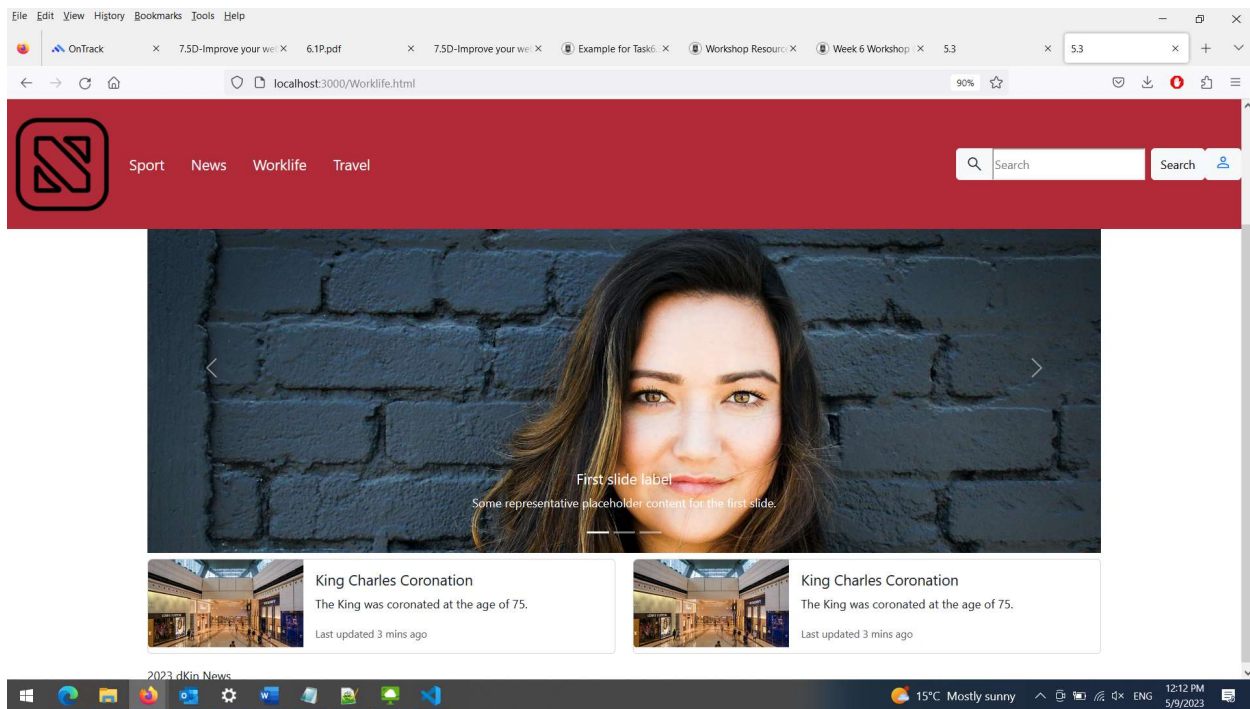 File Edit View History Bookmarks Tools Help
OnTrack 7.5D-Improve your we 6.1P.pdf 7.5D-Improve your we Example for Task6. Workshop Resource Week 6 Workshop 5.3 5.3
localhost:3000/Worklife.html 90%
Sport News Worklife Travel Search Search
First slide label
Some representative placeholder content for the first slide.
King Charles Coronation
The King was coronated at the age of 75.
Last updated 3 mins ago
King Charles Coronation
The King was coronated at the age of 75.
Last updated 3 mins ago
2023 dKin News
15°C Mostly sunny ENG 12:12 PM
5/9/2023